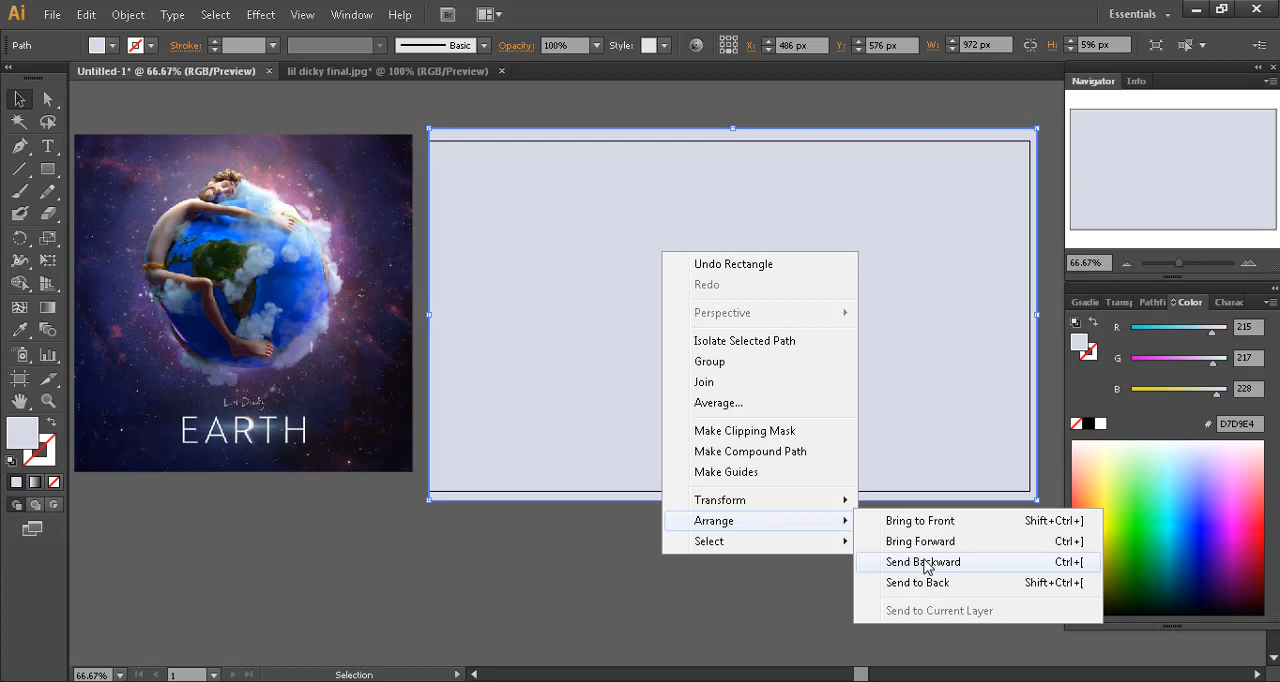 Ai File Edit Object Type Select Effect View Window Help Br Essentials
Path Stroke: Basic Opacity: 100% Style: X: 486 px Y: 576 px W: 972 px H: 596 px
Untitled-1* @ 66.67% (RGB/Preview) × lil dicky final.jpg* @ 100% (RGB/Preview) ×
Navigator Info
T
Lil Dicky
EARTH
Undo Rectangle
Redo
Perspective
Isolate Selected Path
Group
Join
Average...
Make Clipping Mask
Make Compound Path
Make Guides
Transform
Arrange
Select
Bring to Front Shift+Ctrl+]
Bring Forward Ctrl+]
Send Backward Ctrl+[
Send to Back Shift+Ctrl+[
Send to Current Layer
66.67%
Gradie Transf Pathfi Color Charac
R 215
G 217
B 228
# D7D9E4
66.67% 1 Selection